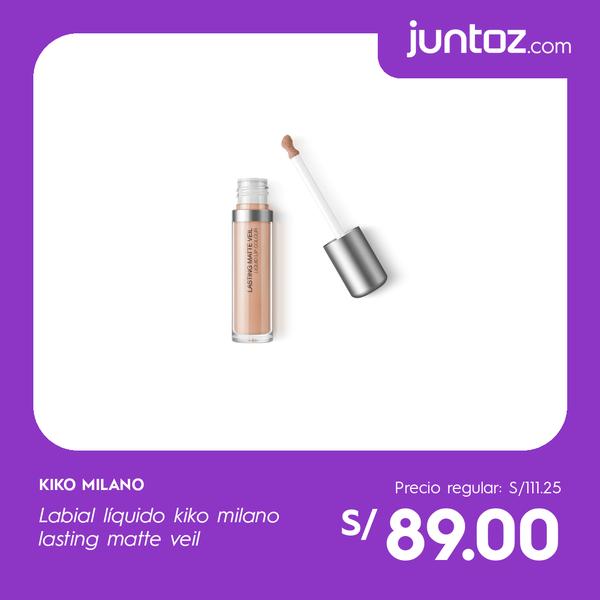 juntoz.com
LASTING MATTE VEIL
LIQUID LIP COLOUR
KIKO MILANO
Labial líquido kiko milano
lasting matte veil
Precio regular: S/111.25
S/89.00